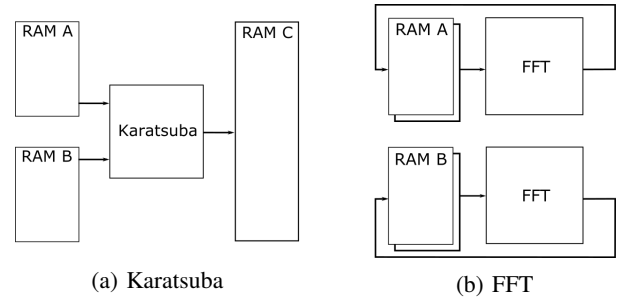 RAM A
RAM C
Karatsuba
RAM B
(a) Karatsuba
RAM A
FFT
RAM B
FFT
(b) FFT